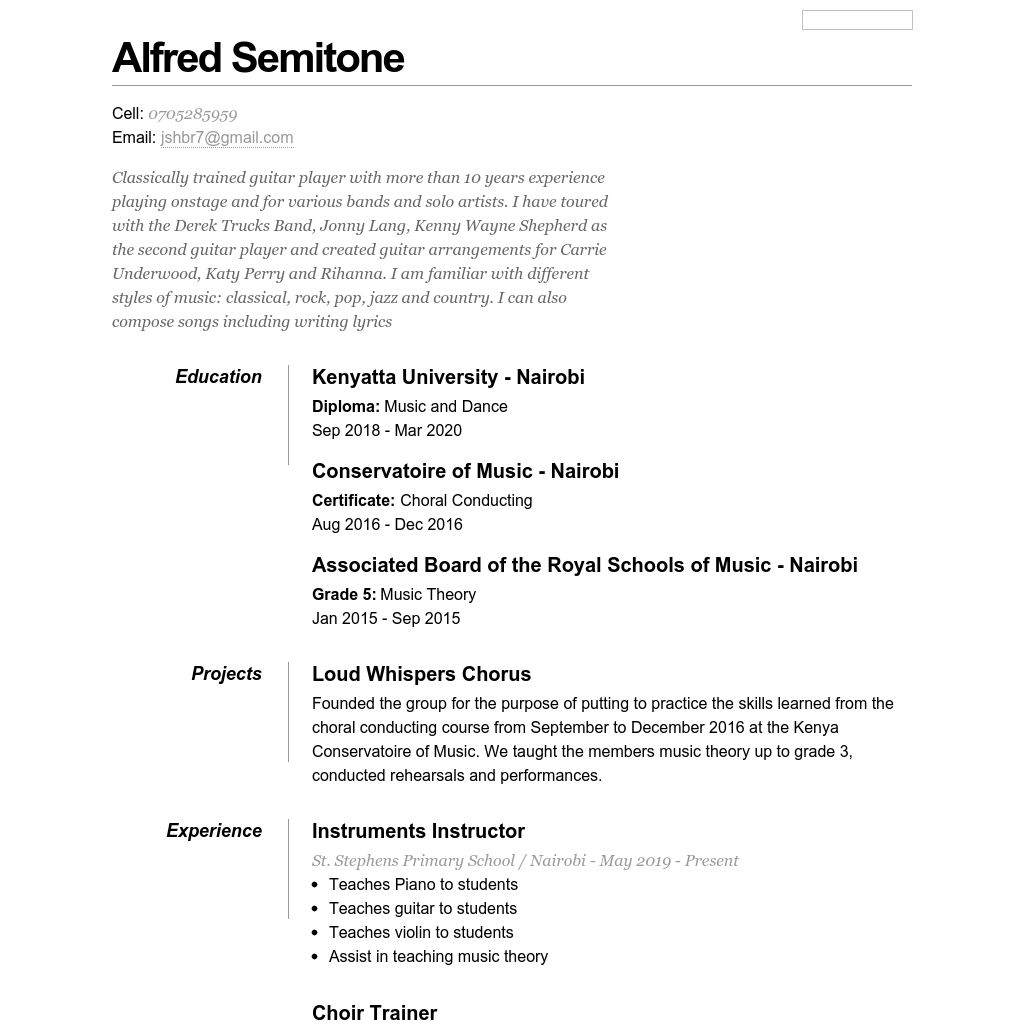 Alfred Semitone
Cell: 0705285959
Email: jshbr7@gmail.com
Classically trained guitar player with more than 10 years experience
playing onstage and for various bands and solo artists. I have toured
with the Derek Trucks Band, Jonny Lang, Kenny Wayne Shepherd as
the second guitar player and created guitar arrangements for Carrie
Underwood, Katy Perry and Rihanna. I am familiar with different
styles of music: classical, rock, pop, jazz and country. I can also
compose songs including writing lyrics
Education
Kenyatta University - Nairobi
Diploma: Music and Dance
Sep 2018 - Mar 2020
Conservatoire of Music - Nairobi
Certificate: Choral Conducting
Aug 2016 - Dec 2016
Associated Board of the Royal Schools of Music - Nairobi
Grade 5: Music Theory
Jan 2015 - Sep 2015
Projects
Loud Whispers Chorus
Founded the group for the purpose of putting to practice the skills learned from the
choral conducting course from September to December 2016 at the Kenya
Conservatoire of Music. We taught the members music theory up to grade 3,
conducted rehearsals and performances.
Experience
Instruments Instructor
St. Stephens Primary School / Nairobi - May 2019 - Present
• Teaches Piano to students
• Teaches guitar to students
• Teaches violin to students
• Assist in teaching music theory
Choir Trainer